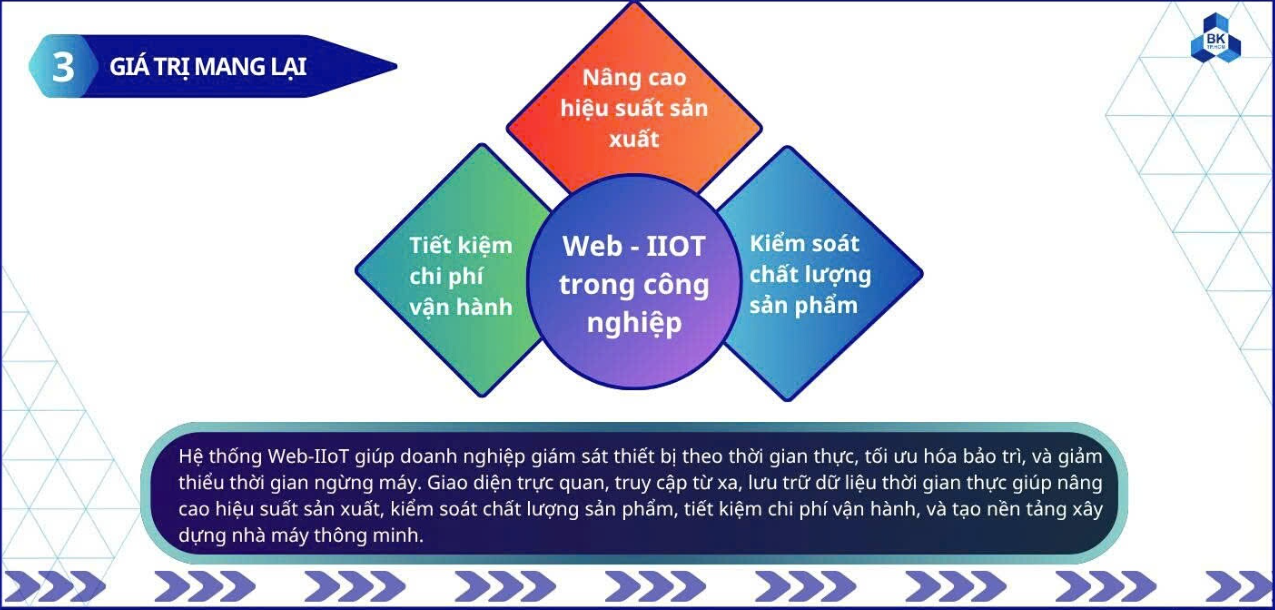 3
GIÁ TRỊ MANG LẠI
BK
TP.HCM
Nâng cao
hiệu suất sản
xuất
Tiết kiệm
chi phí
vận hành
Web - IIOT
trong công
nghiệp
Kiểm soát
chất lượng
sản phẩm
Hệ thống Web-IIoT giúp doanh nghiệp giám sát thiết bị theo thời gian thực, tối ưu hóa bảo trì, và giảm
thiểu thời gian ngừng máy. Giao diện trực quan, truy cập từ xa, lưu trữ dữ liệu thời gian thực giúp nâng
cao hiệu suất sản xuất, kiểm soát chất lượng sản phẩm, tiết kiệm chi phí vận hành, và tạo nền tảng xây
dựng nhà máy thông minh.